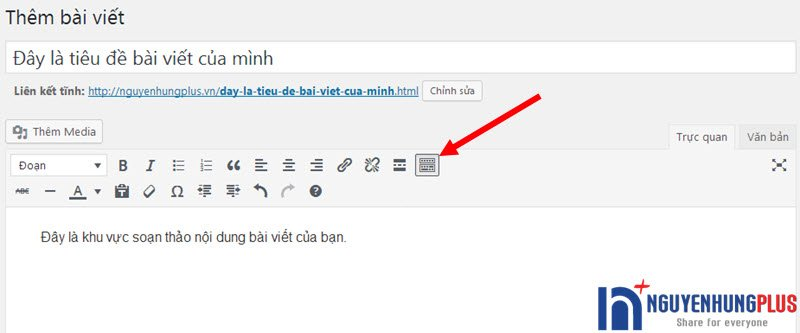 Thêm bài viết
Đây là tiêu đề bài viết của mình
Liên kết tĩnh: http://nguyenhungplus.vn/day-la-tieu-de-bai-viet-cua-minh.html Chỉnh sửa
Thêm Media
Trực quan Văn bản
Đoạn B I
ABC A Ω
Đây là khu vực soạn thảo nội dung bài viết của bạn.
h NGUYENHUNGPLUS
Share for everyone